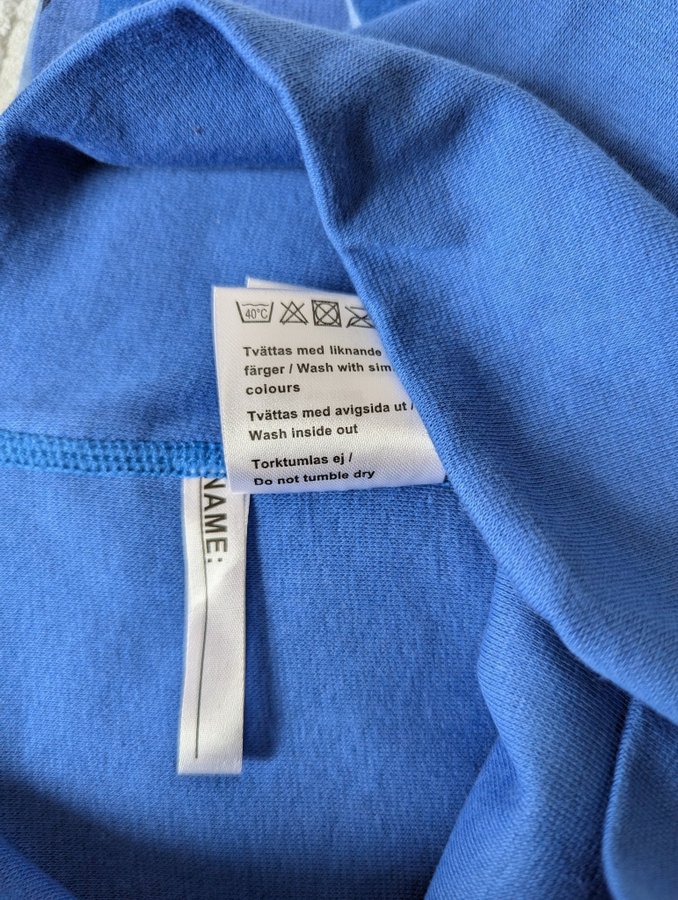 40°C
Tvättas med liknande
färger / Wash with
colours
Tvättas med avigsida ut /
Wash inside out
Torktumlas ej /
Do not tumble dry
NAME: